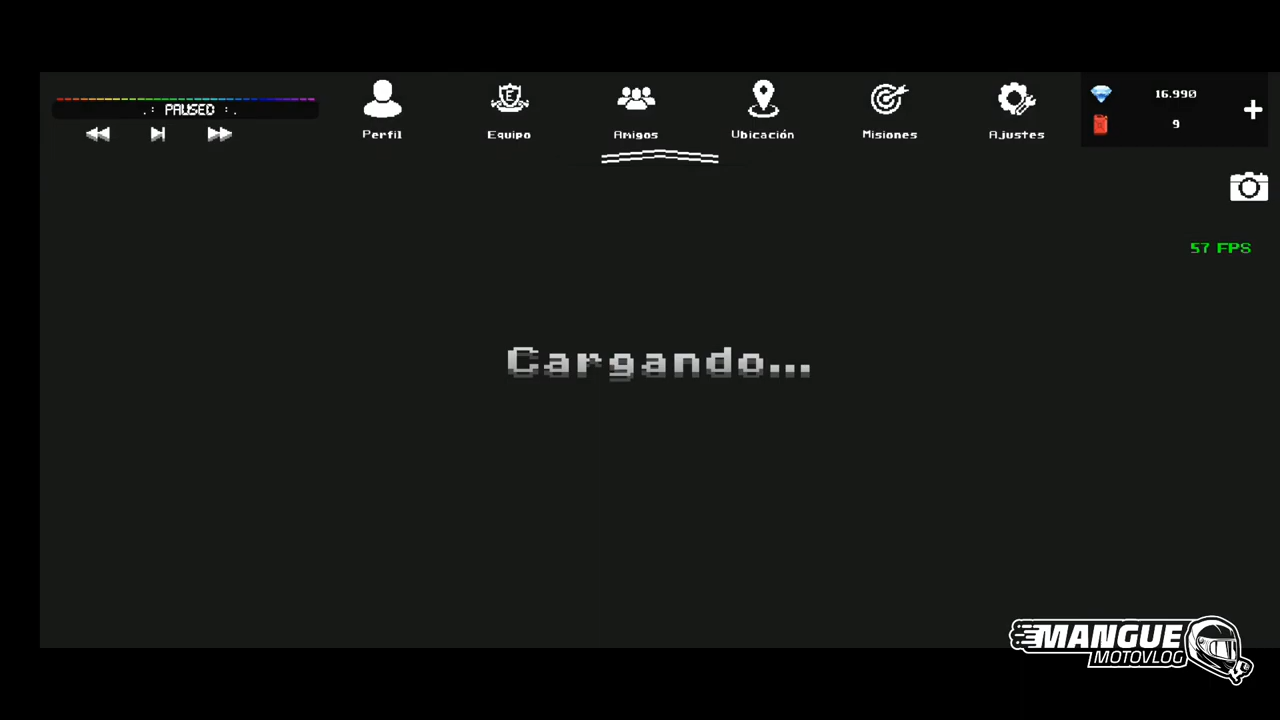 .: PAUSED :.
Perfil
Equipo
Amigos
Ubicación
Misiones
Ajustes
16.990
9
57 FPS
Cargando...
MANGUE
MOTOVLOG